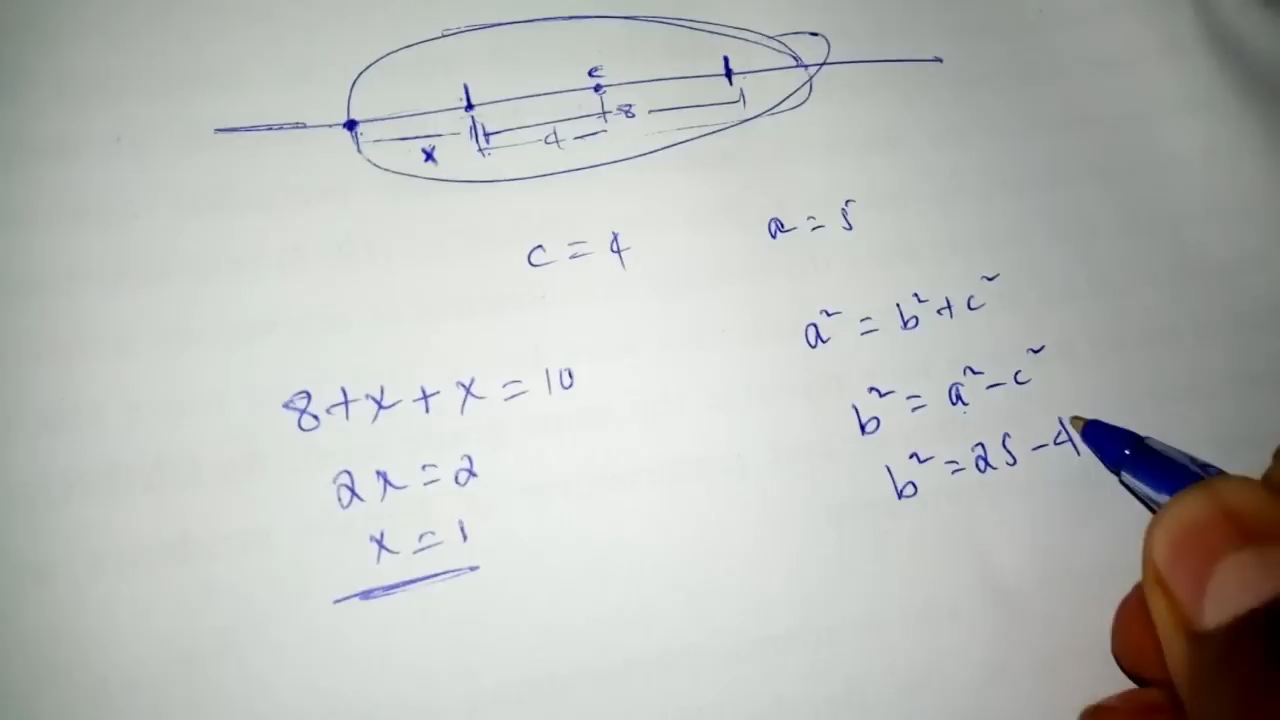 c
8
4
x
c = 4
a = 5
a² = b² + c²
8 + x + x = 10
b² = a² - c²
2x = 2
b² = 25 - 4
x = 1